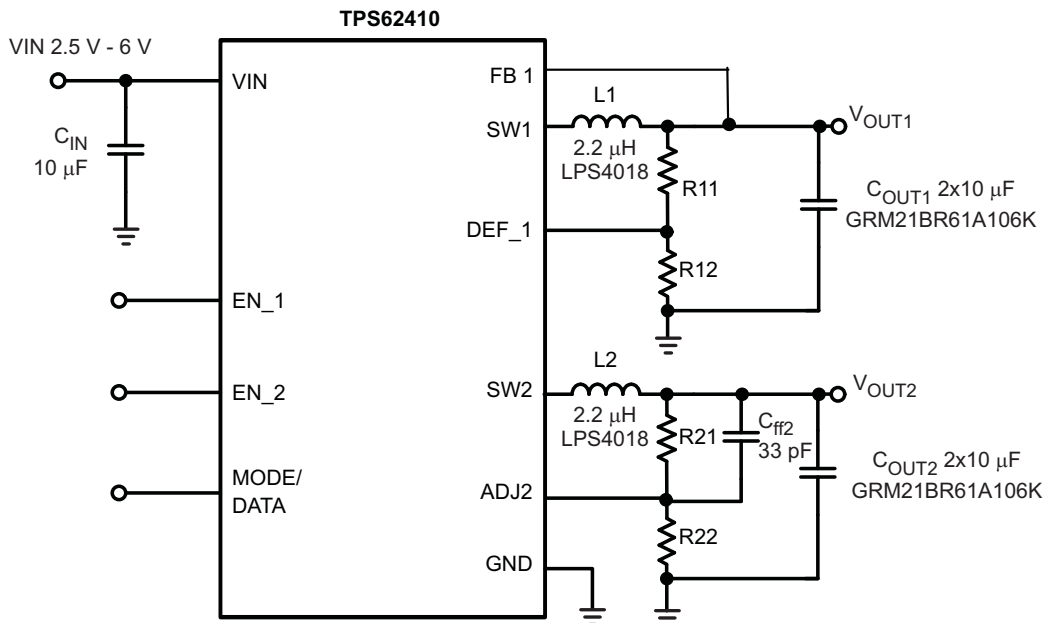 TPS62410
VIN 2.5 V - 6 V
VIN
FB 1
L1
SW1
V_OUT1
C_IN
10 μF
2.2 μH
LPS4018
R11
C_OUT1 2x10 μF
GRM21BR61A106K
DEF_1
R12
EN_1
L2
EN_2
SW2
V_OUT2
2.2 μH
LPS4018
R21
C_ff2
33 pF
C_OUT2 2x10 μF
GRM21BR61A106K
MODE/
DATA
ADJ2
R22
GND